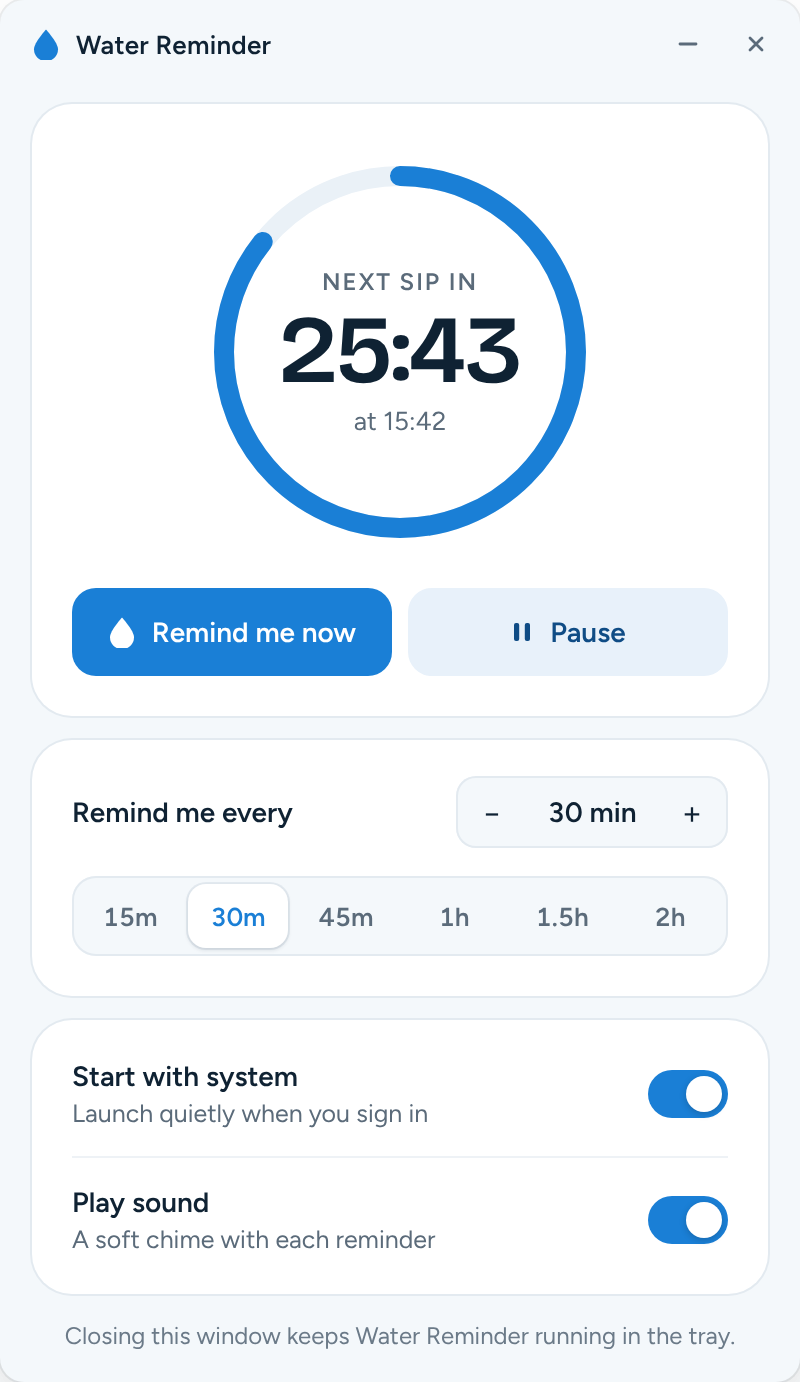 Water Reminder
NEXT SIP IN
25:43
at 15:42
Remind me now
Pause
Remind me every
− 30 min +
15m 30m 45m 1h 1.5h 2h
Start with system
Launch quietly when you sign in
Play sound
A soft chime with each reminder
Closing this window keeps Water Reminder running in the tray.